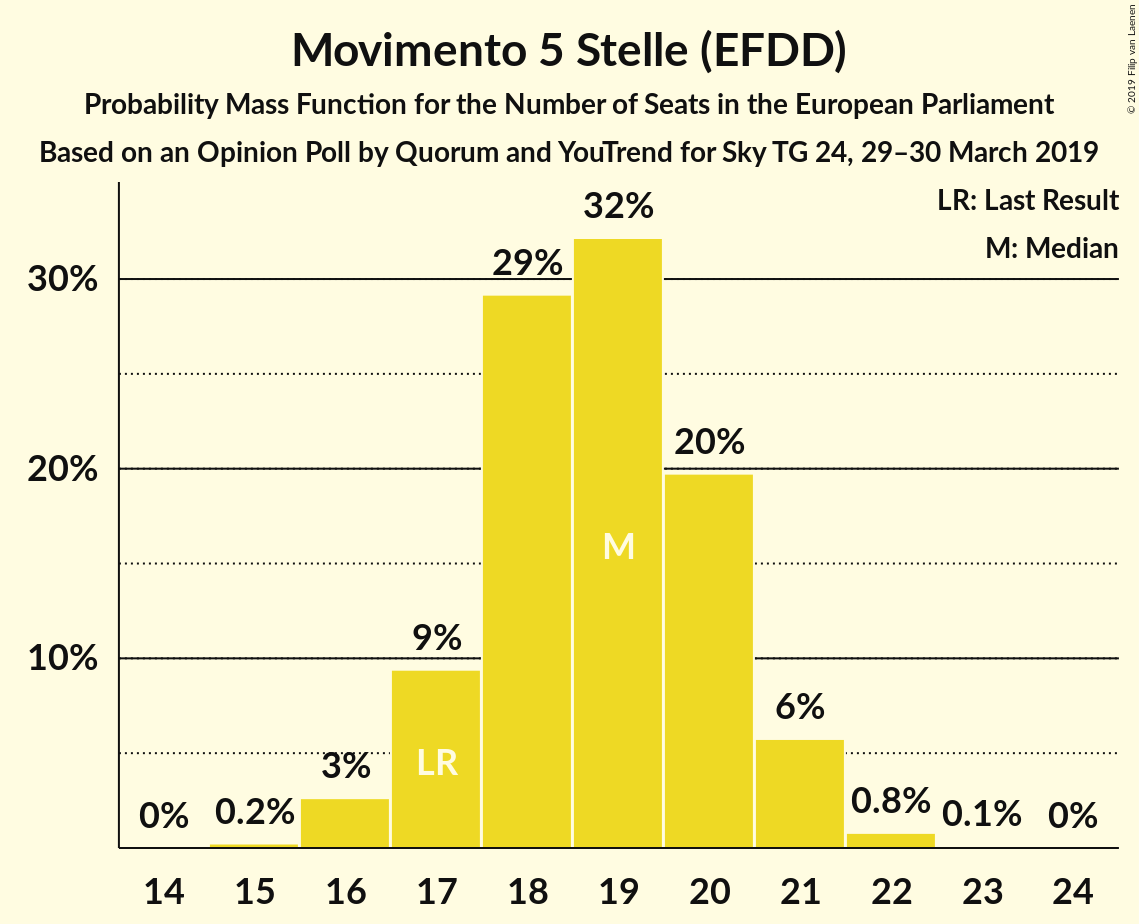 Movimento 5 Stelle (EFDD)
Probability Mass Function for the Number of Seats in the European Parliament
Based on an Opinion Poll by Quorum and YouTrend for Sky TG 24, 29–30 March 2019
© 2019 Filip van Laenen
LR: Last Result
M: Median
32%
29%
30%
20%
20%
M
9%
10%
6%
LR
3%
0%
0.2%
0.8%
0.1%
0%
14 15 16 17 18 19 20 21 22 23 24